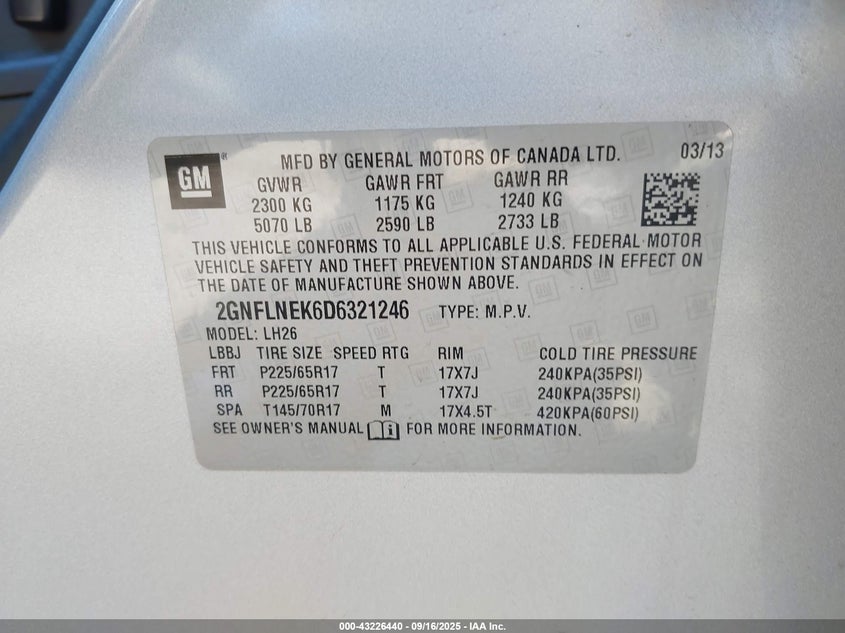 GM ®
MFD BY GENERAL MOTORS OF CANADA LTD. 03/13
GVWR GAWR FRT GAWR RR
2300 KG 1175 KG 1240 KG
5070 LB 2590 LB 2733 LB
THIS VEHICLE CONFORMS TO ALL APPLICABLE U.S. FEDERAL MOTOR
VEHICLE SAFETY AND THEFT PREVENTION STANDARDS IN EFFECT ON
THE DATE OF MANUFACTURE SHOWN ABOVE.
2GNFLNEK6D6321246 TYPE: M.P.V.
MODEL: LH26
LBBJ TIRE SIZE SPEED RTG RIM COLD TIRE PRESSURE
FRT P225/65R17 T 17X7J 240KPA(35PSI)
RR P225/65R17 T 17X7J 240KPA(35PSI)
SPA T145/70R17 M 17X4.5T 420KPA(60PSI)
SEE OWNER'S MANUAL FOR MORE INFORMATION.
000-43226440 - 09/16/2025 - IAA Inc.